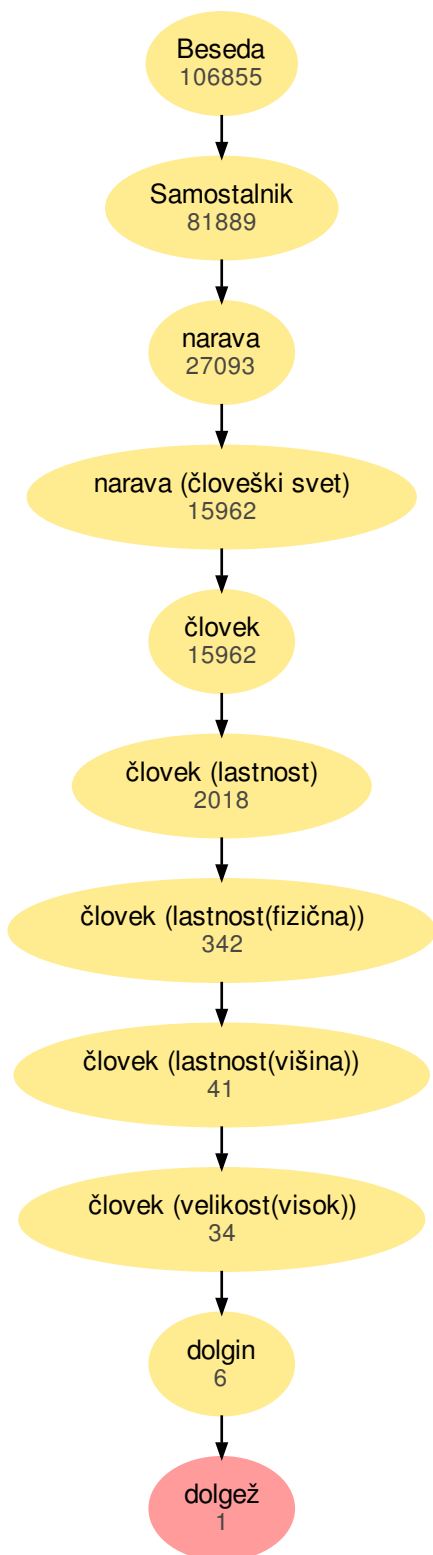 Beseda
106855
Samostalnik
81889
narava
27093
narava (človeški svet)
15962
človek
15962
človek (lastnost)
2018
človek (lastnost(fizična))
342
človek (lastnost(višina))
41
človek (velikost(visok))
34
dolgin
6
dolgež
1